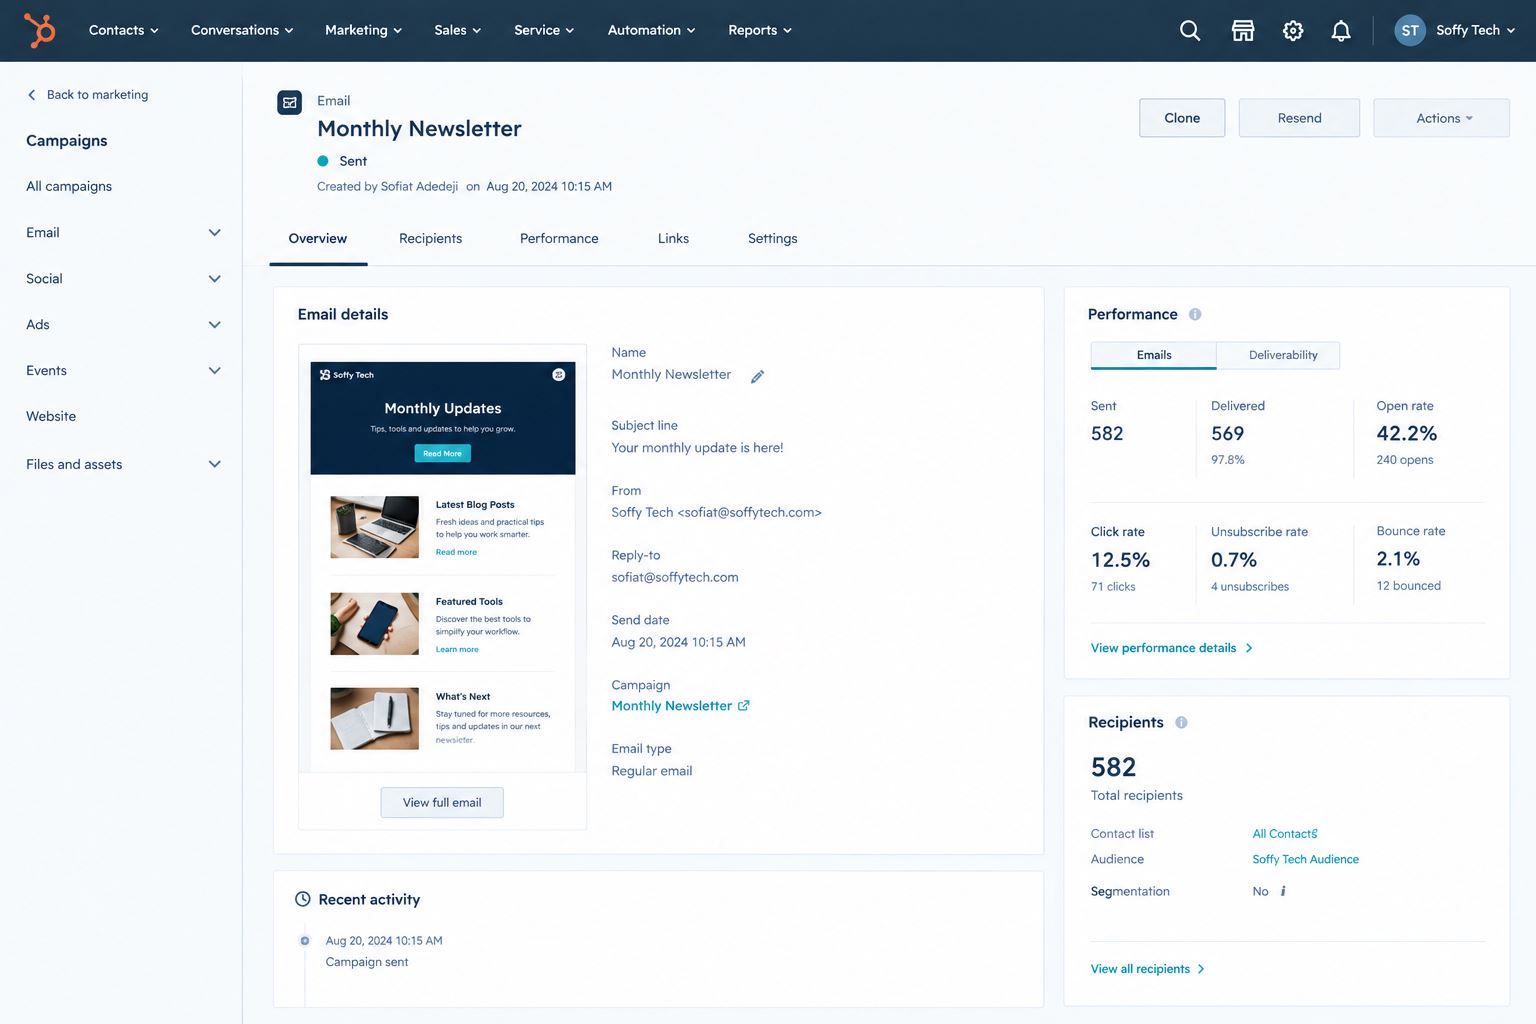 Contacts
Conversations
Marketing
Sales
Service
Automation
Reports
ST
Soffy Tech
Back to marketing
Campaigns
All campaigns
Email
Social
Ads
Events
Website
Files and assets
Email
Monthly Newsletter
Sent
Created by Sofiat Adedeji on Aug 20, 2024 10:15 AM
Clone
Resend
Actions
Overview
Recipients
Performance
Links
Settings
Email details
Soffy Tech
Monthly Updates
Tips, tools and updates to help you grow.
Read More
Latest Blog Posts
Fresh ideas and practical tips
to help you work smarter.
Read more
Featured Tools
Discover the best tools to
simplify your workflow.
Learn more
What's Next
Stay tuned for more resources,
tips and updates in our next
View full email
Name
Monthly Newsletter
Subject line
Your monthly update is here!
From
Soffy Tech <sofiat@soffytech.com>
Reply-to
sofiat@soffytech.com
Send date
Aug 20, 2024 10:15 AM
Campaign
Monthly Newsletter
Email type
Regular email
Recent activity
Aug 20, 2024 10:15 AM
Campaign sent
Performance
Emails
Deliverability
Sent
582
Delivered
569
97.8%
Open rate
42.2%
240 opens
Click rate
12.5%
71 clicks
Unsubscribe rate
0.7%
4 unsubscribes
Bounce rate
2.1%
12 bounced
View performance details
Recipients
582
Total recipients
Contact list
All Contacts
Audience
Soffy Tech Audience
Segmentation
No
View all recipients